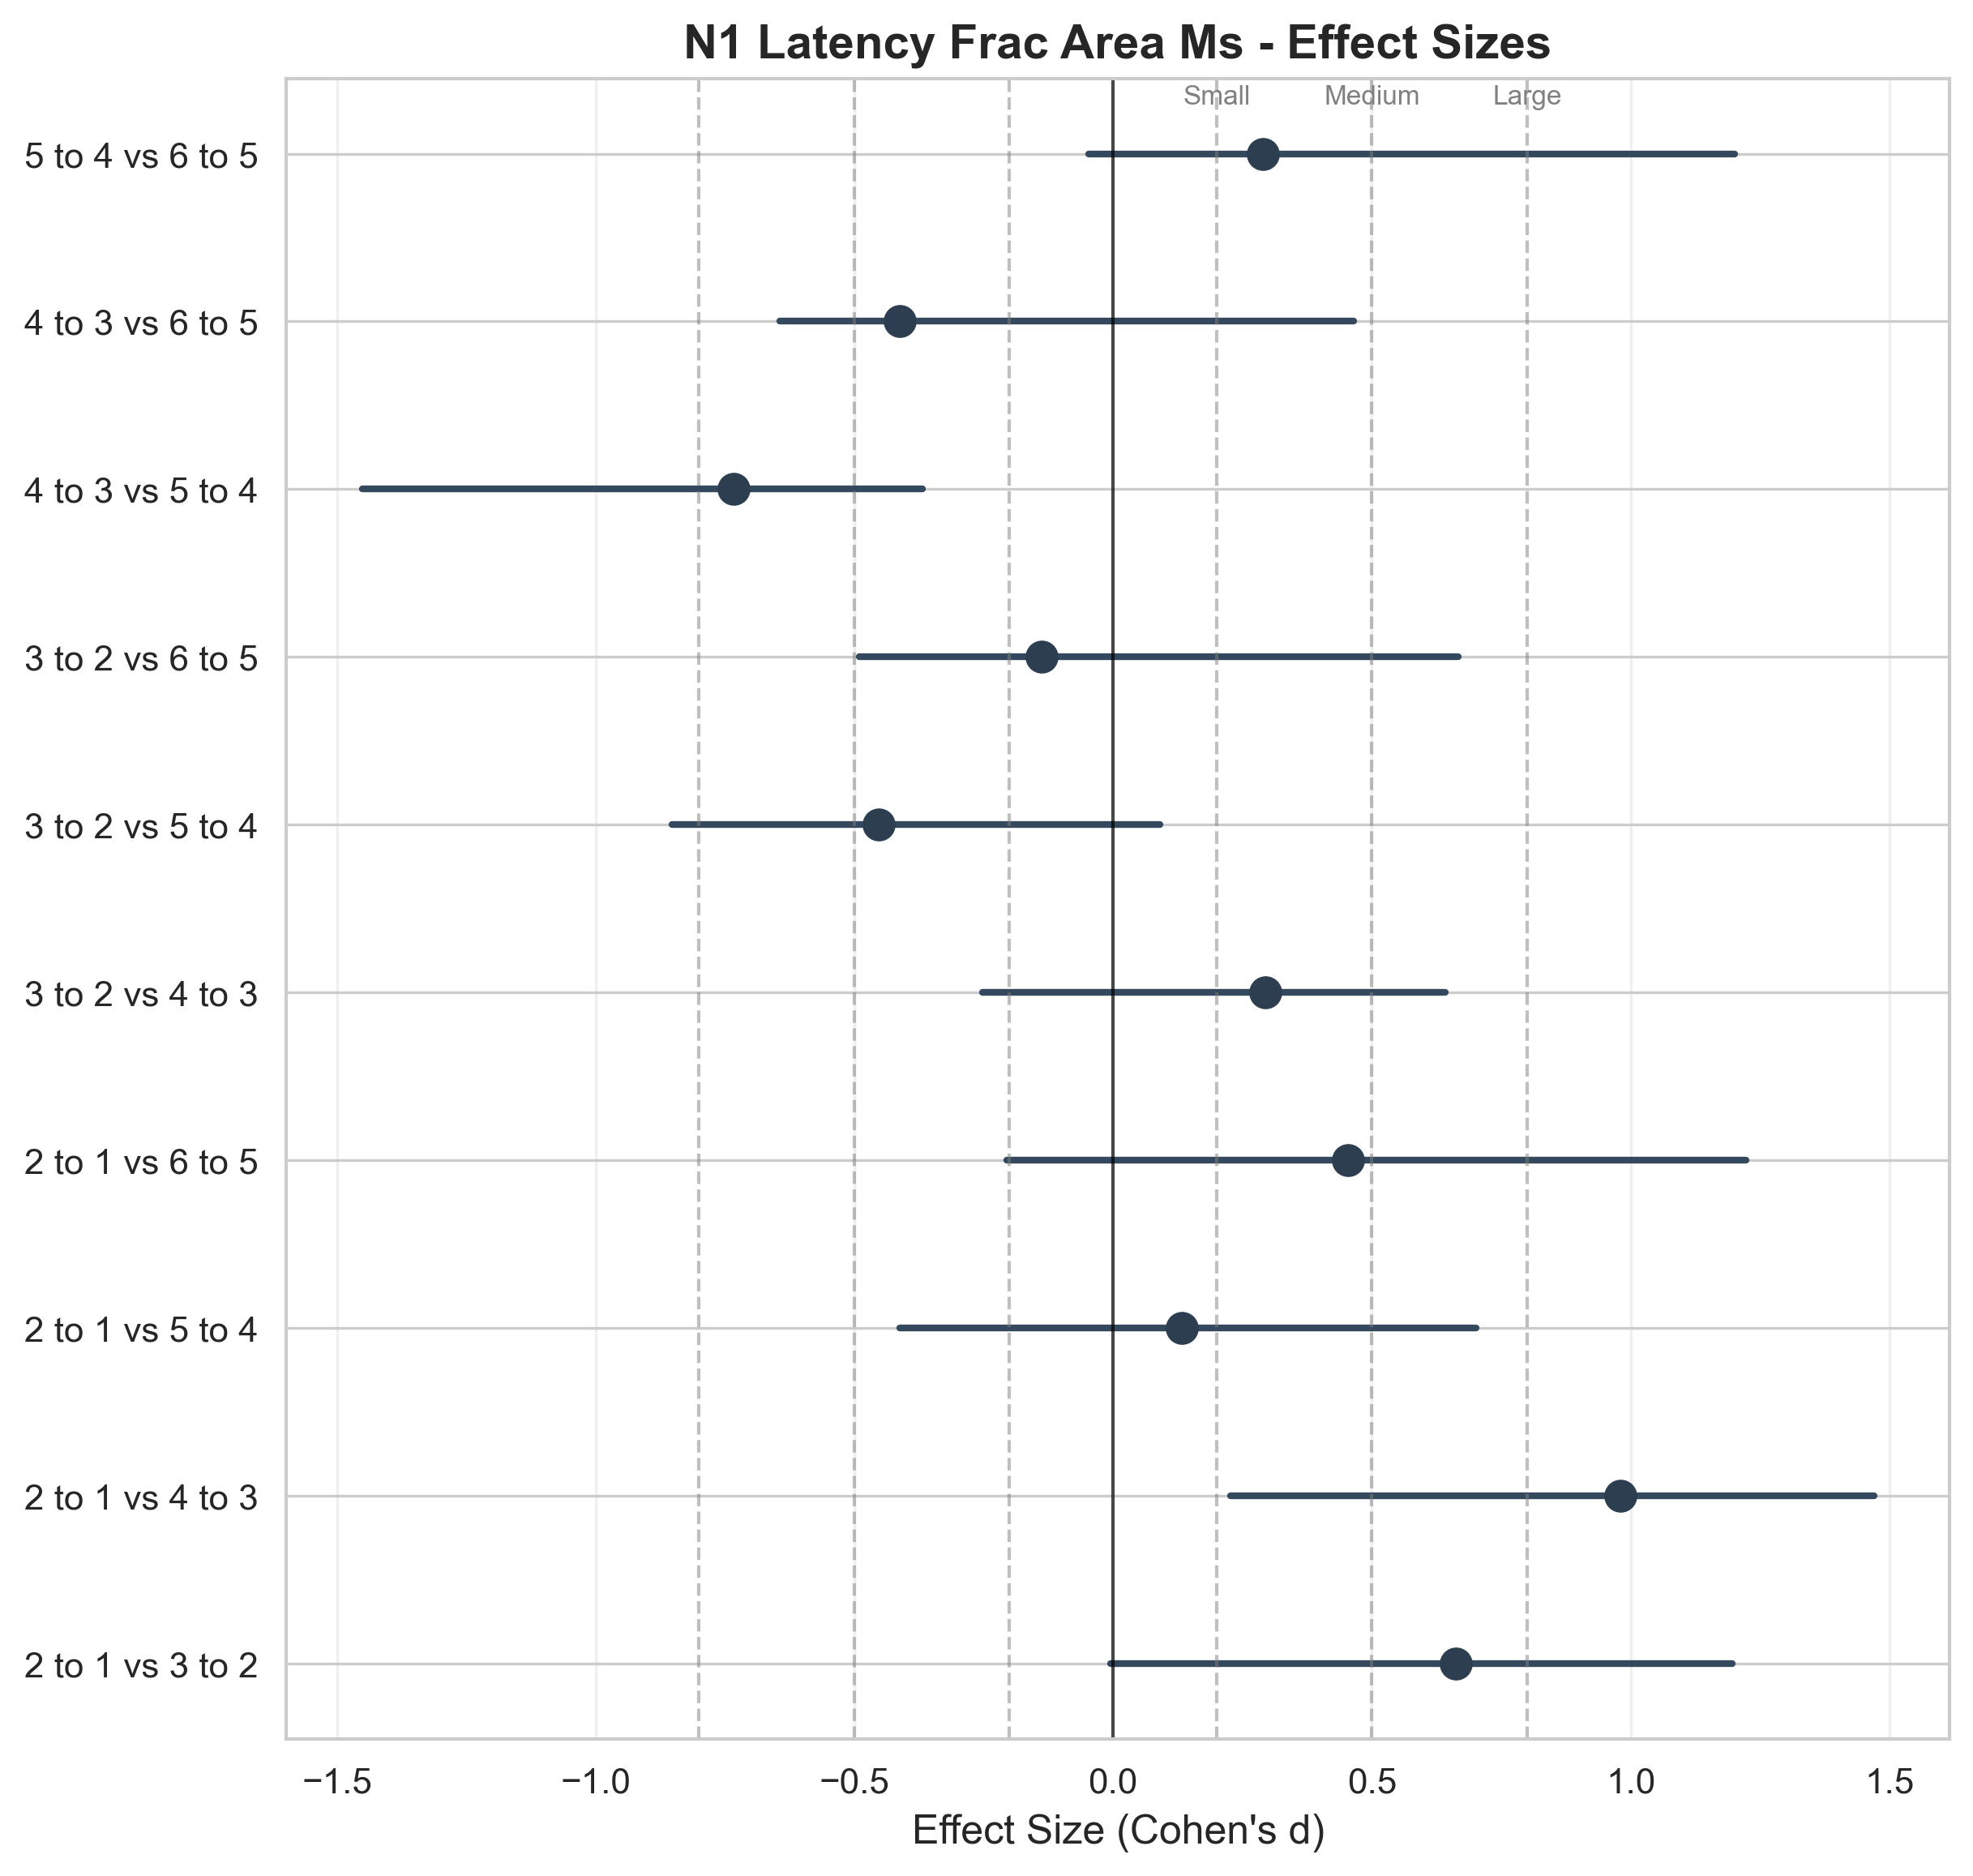 N1 Latency Frac Area Ms - Effect Sizes
Small Medium Large
5 to 4 vs 6 to 5
4 to 3 vs 6 to 5
4 to 3 vs 5 to 4
3 to 2 vs 6 to 5
3 to 2 vs 5 to 4
3 to 2 vs 4 to 3
2 to 1 vs 6 to 5
2 to 1 vs 5 to 4
2 to 1 vs 4 to 3
2 to 1 vs 3 to 2
−1.5 −1.0 −0.5 0.0 0.5 1.0 1.5
Effect Size (Cohen's d)